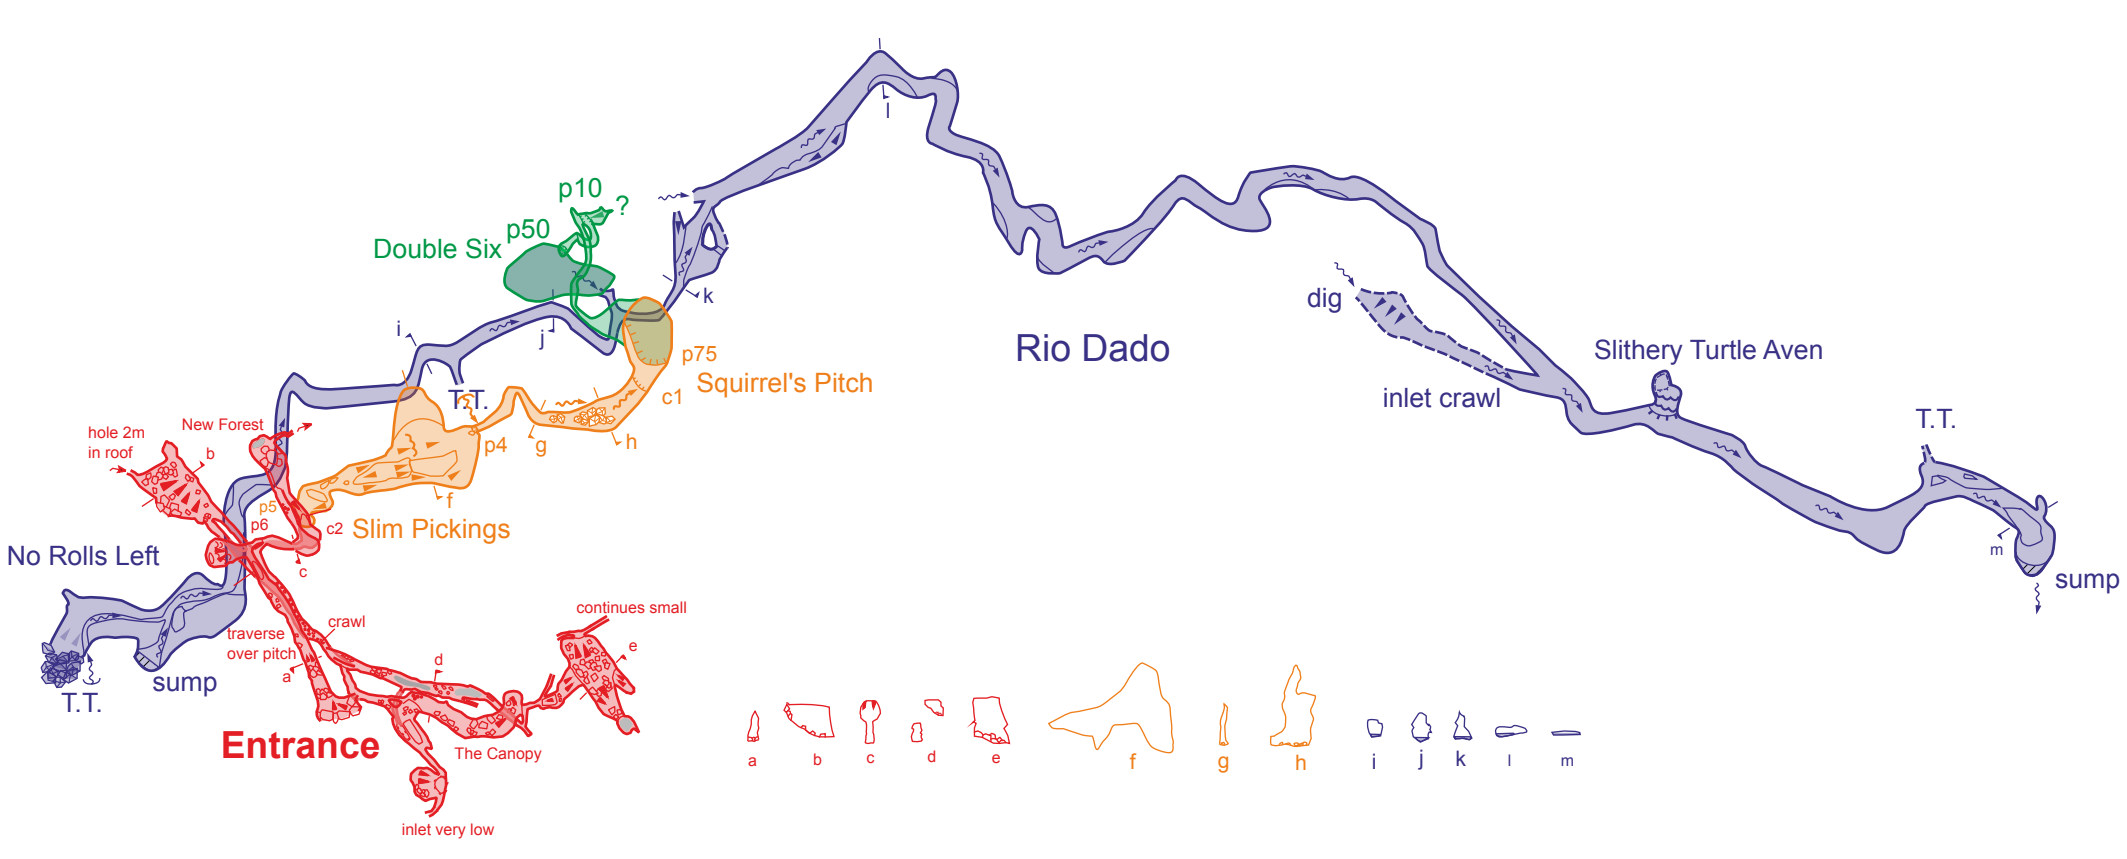 l
p10
?
p50
Double Six
k
dig
i
j
Rio Dado
Slithery Turtle Aven
p75
Squirrel's Pitch
c1
inlet crawl
T.T.
T.T.
New Forest
hole 2m
in roof
b
p4
g
h
f
p5
p6
c2
Slim Pickings
No Rolls Left
c
m
sump
continues small
crawl
traverse
over pitch
a
d
e
sump
T.T.
Entrance
The Canopy
inlet very low
a b c d e f g h i j k l m